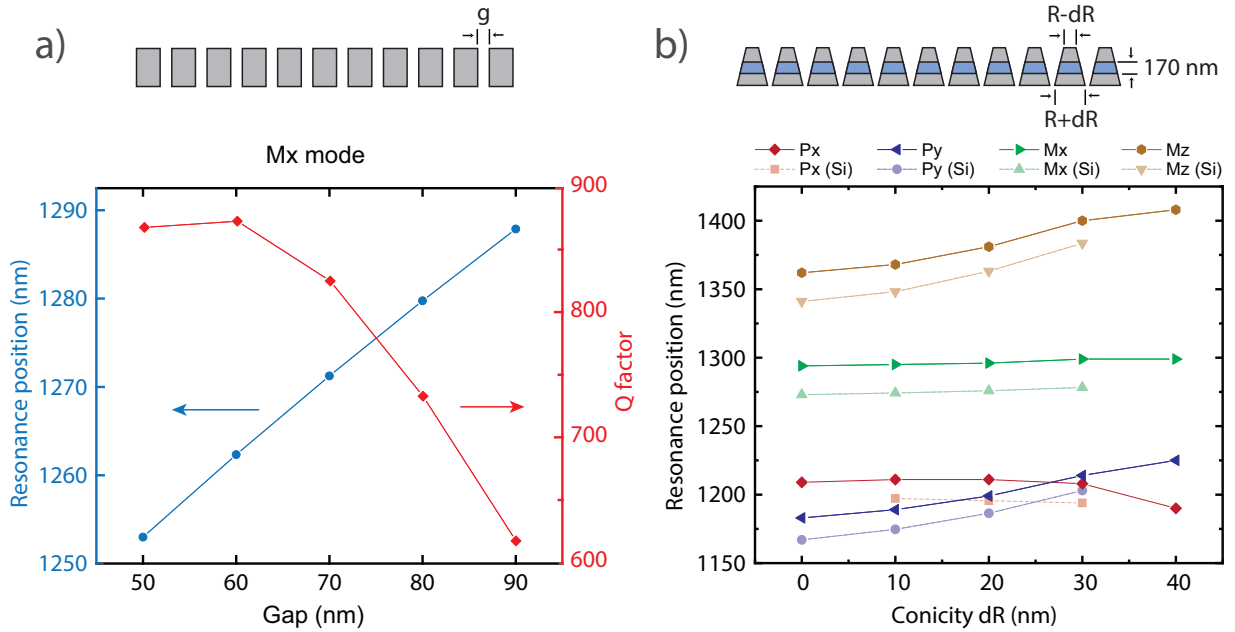 a)
g
Mx mode
Resonance position (nm)
1290
1280
1270
1260
1250
900
800
700
600
Q factor
50 60 70 80 90
Gap (nm)
b)
R-dR
170 nm
R+dR
Px Py Mx Mz
Px (Si) Py (Si) Mx (Si) Mz (Si)
Resonance position (nm)
1400
1350
1300
1250
1200
1150
0 10 20 30 40
Conicity dR (nm)